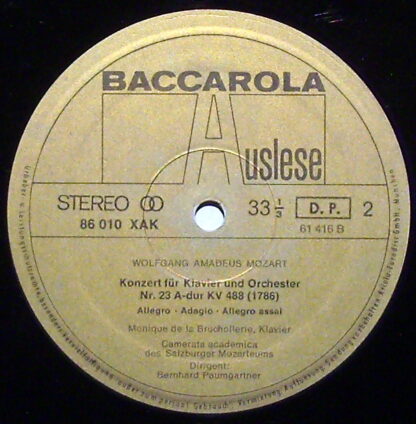 BACCAROLA
Auslese
STEREO
86 010 XAK
33 1/3
D. P.
2
61 416 B
WOLFGANG AMADEUS MOZART
Konzert für Klavier und Orchester
Nr. 23 A-dur KV 488 (1786)
Allegro · Adagio · Allegro assai
Monique de la Bruchollerie, Klavier
Camerata academica
des Salzburger Mozarteums
Dirigent:
Bernhard Paumgartner